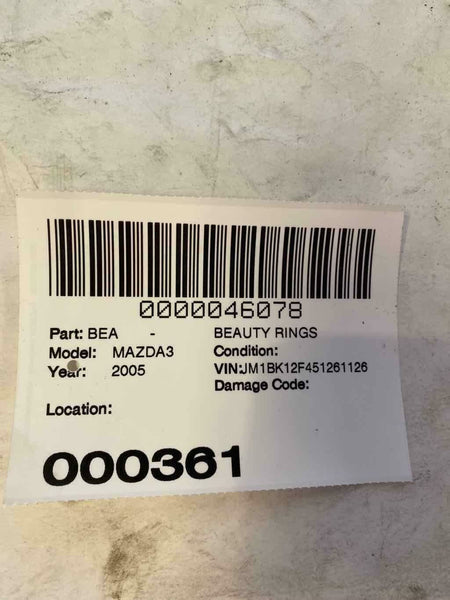 0000046078
Part: BEA - BEAUTY RINGS
Model: MAZDA3 Condition:
Year: 2005 VIN:JM1BK12F451261126
Damage Code:
Location:
000361